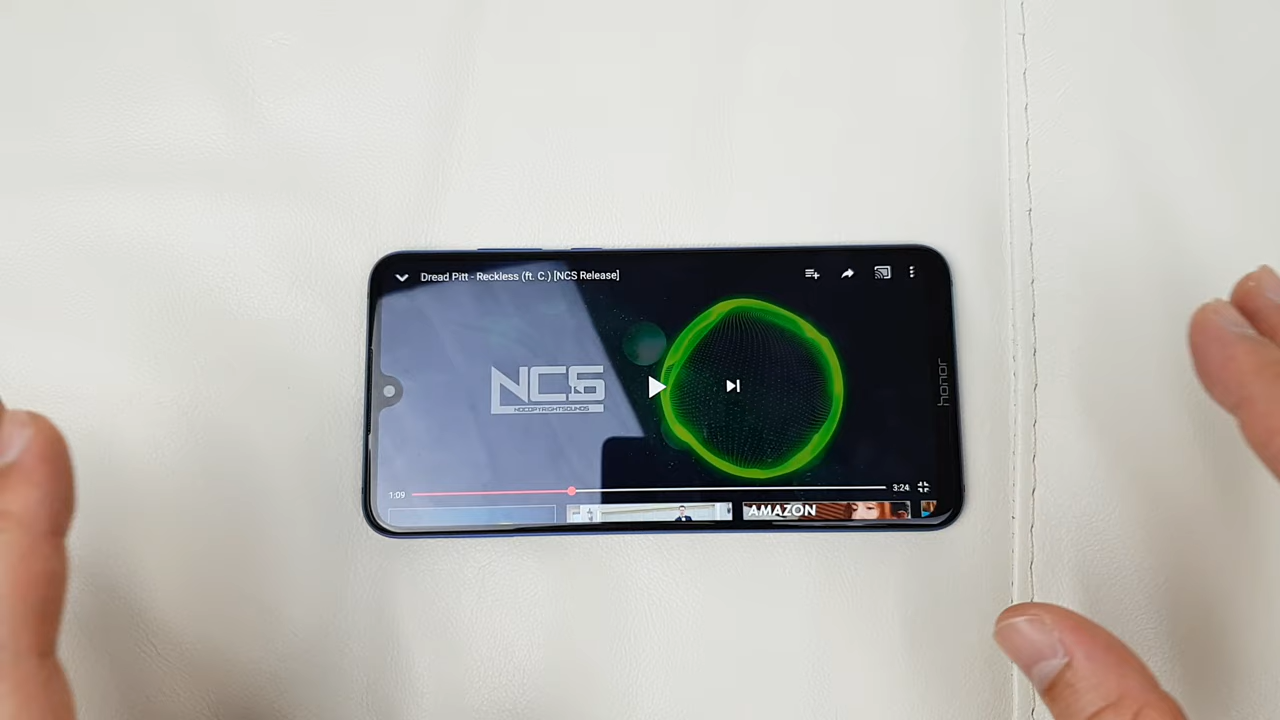 Dread Pitt - Reckless (ft. C.) [NCS Release]
NCS
NOCOPYRIGHTSOUNDS
honor
1:09
3:24
AMAZON